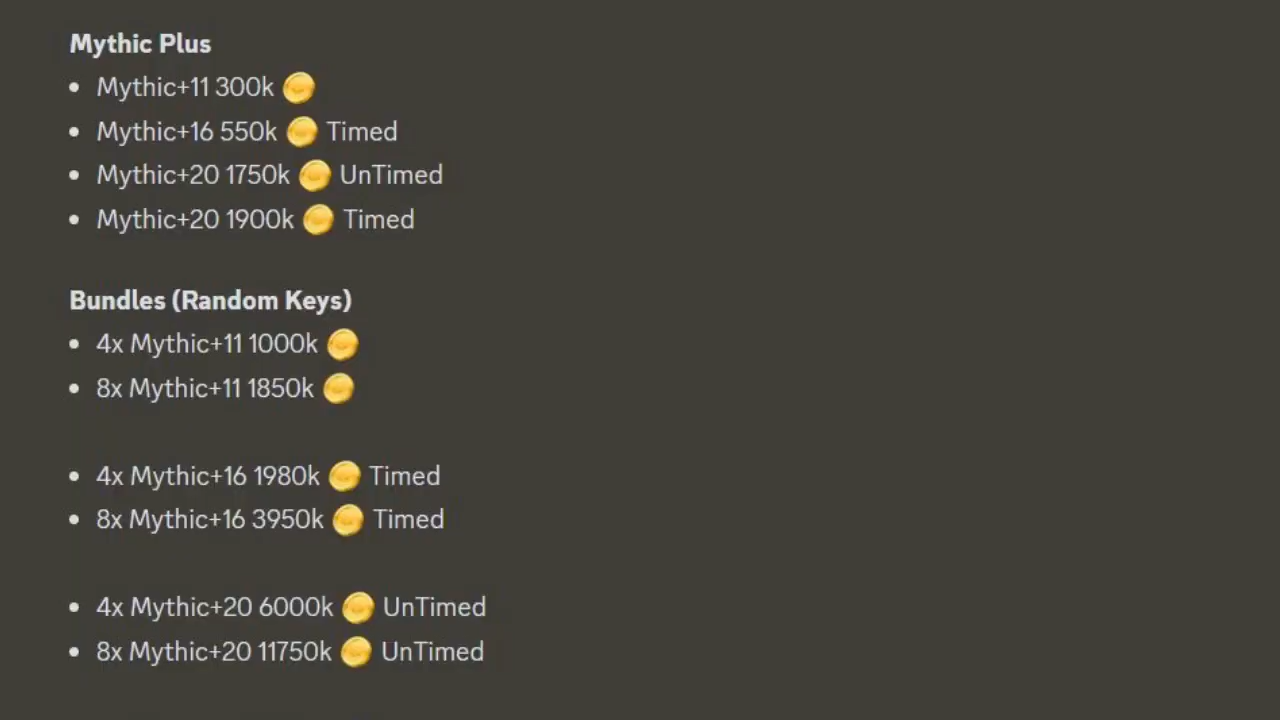 Mythic Plus
• Mythic+11 300k
• Mythic+16 550k Timed
• Mythic+20 1750k UnTimed
• Mythic+20 1900k Timed
Bundles (Random Keys)
• 4x Mythic+11 1000k
• 8x Mythic+11 1850k
• 4x Mythic+16 1980k Timed
• 8x Mythic+16 3950k Timed
• 4x Mythic+20 6000k UnTimed
• 8x Mythic+20 11750k UnTimed